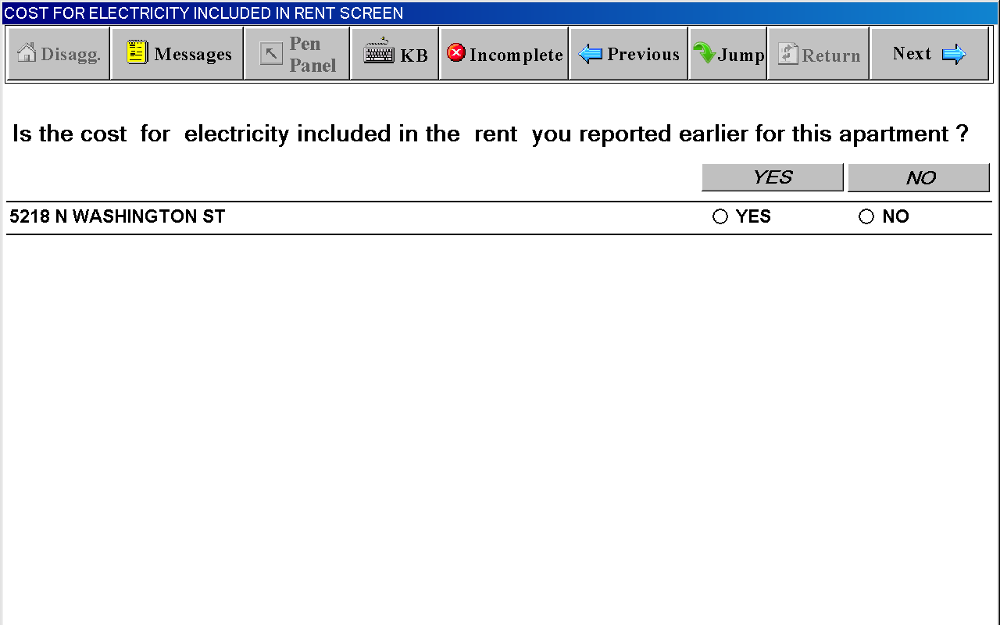 COST FOR ELECTRICITY INCLUDED IN RENT SCREEN
Disagg. Messages Pen Panel KB Incomplete Previous Jump Return Next
Is the cost for electricity included in the rent you reported earlier for this apartment ?
YES NO
5218 N WASHINGTON ST YES NO